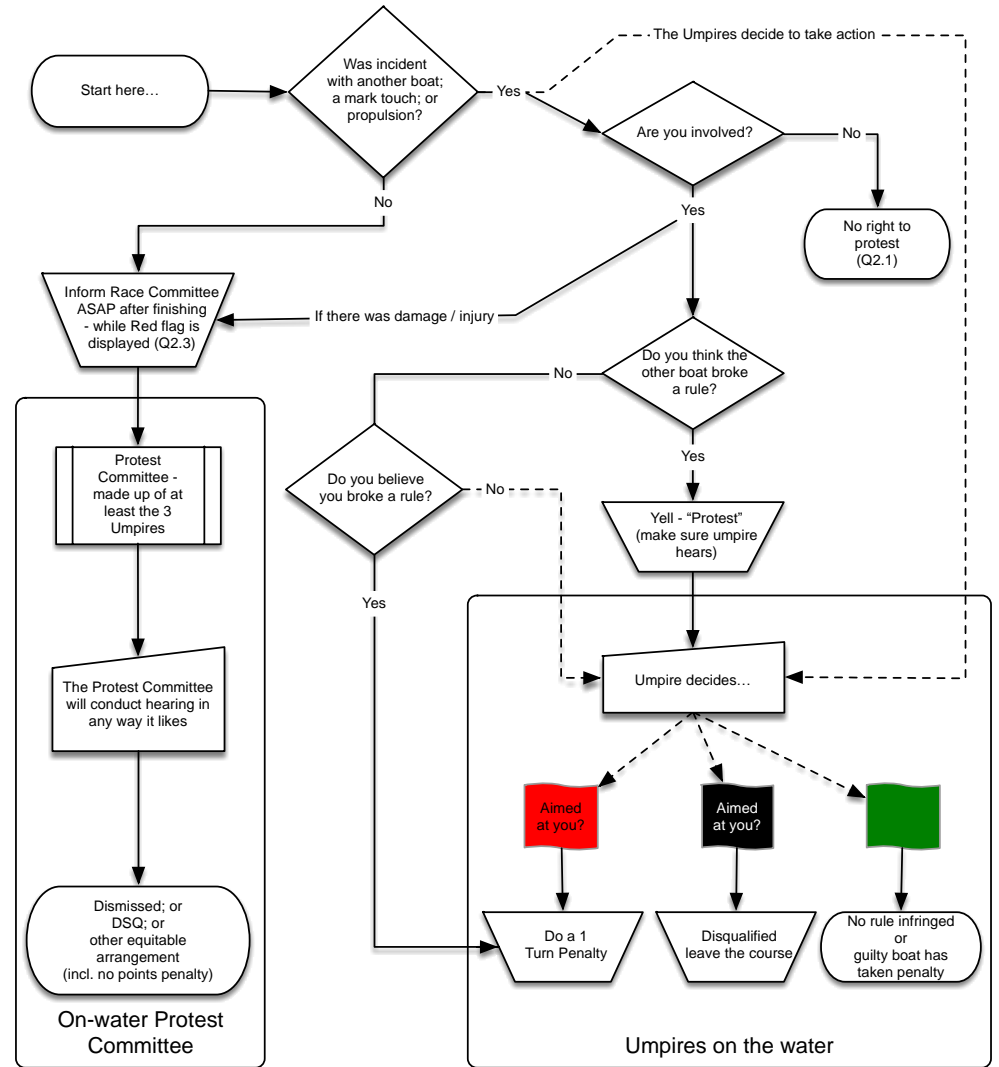 The Umpires decide to take action
Start here…
Was incident
with another boat;
a mark touch; or
propulsion?
Yes
Are you involved?
No
No
Yes
No right to
protest
(Q2.1)
Inform Race Committee
ASAP after finishing
- while Red flag is
displayed (Q2.3)
If there was damage / injury
Do you think the
other boat broke
a rule?
No
Yes
Protest
Committee -
made up of at
least the 3
Umpires
Do you believe
you broke a rule?
No
Yell - “Protest”
(make sure umpire
hears)
Yes
The Protest Committee
will conduct hearing in
any way it likes
Umpire decides…
Aimed
at you?
Aimed
at you?
Dismissed; or
DSQ; or
other equitable
arrangement
(incl. no points penalty)
Do a 1
Turn Penalty
Disqualified
leave the course
No rule infringed
or
guilty boat has
taken penalty
On-water Protest
Committee
Umpires on the water